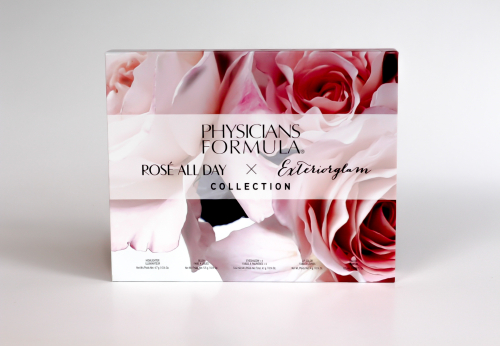 PHYSICIANS
FORMULA®
ROSÉ ALL DAY × Exteriorglam
COLLECTION